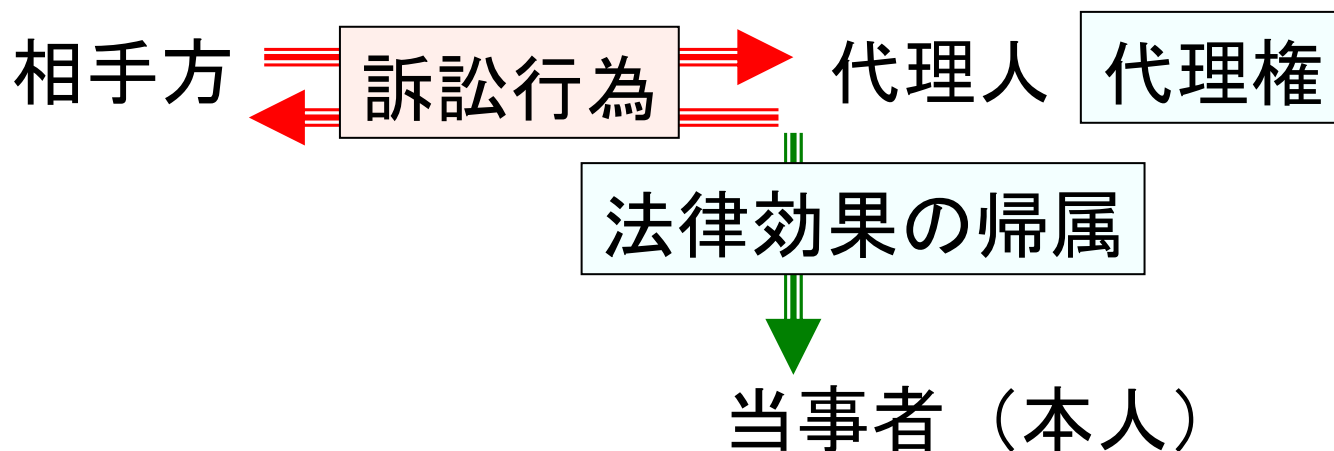 相手方 訴訟行為 代理人 代理権
法律効果の帰属
当事者（本人）